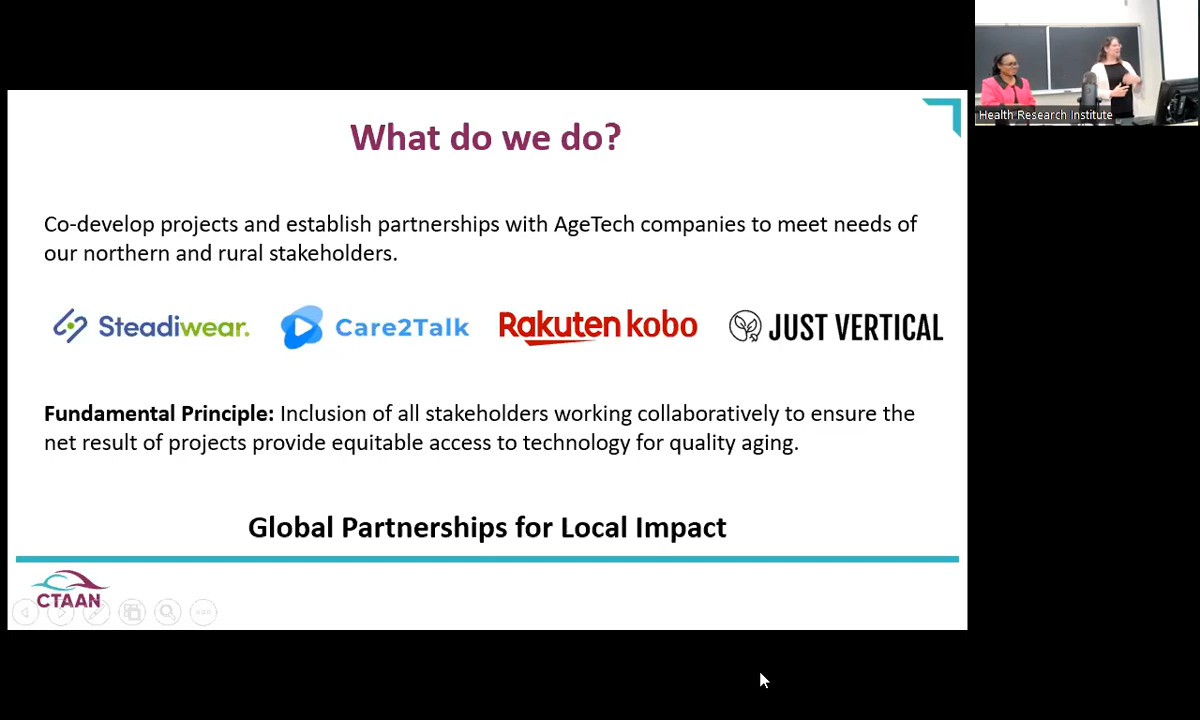 Health Research Institute
What do we do?
Co-develop projects and establish partnerships with AgeTech companies to meet needs of
our northern and rural stakeholders.
Steadiwear.
Care2Talk
Rakuten kobo
JUST VERTICAL
Fundamental Principle: Inclusion of all stakeholders working collaboratively to ensure the
net result of projects provide equitable access to technology for quality aging.
Global Partnerships for Local Impact
CTAAN